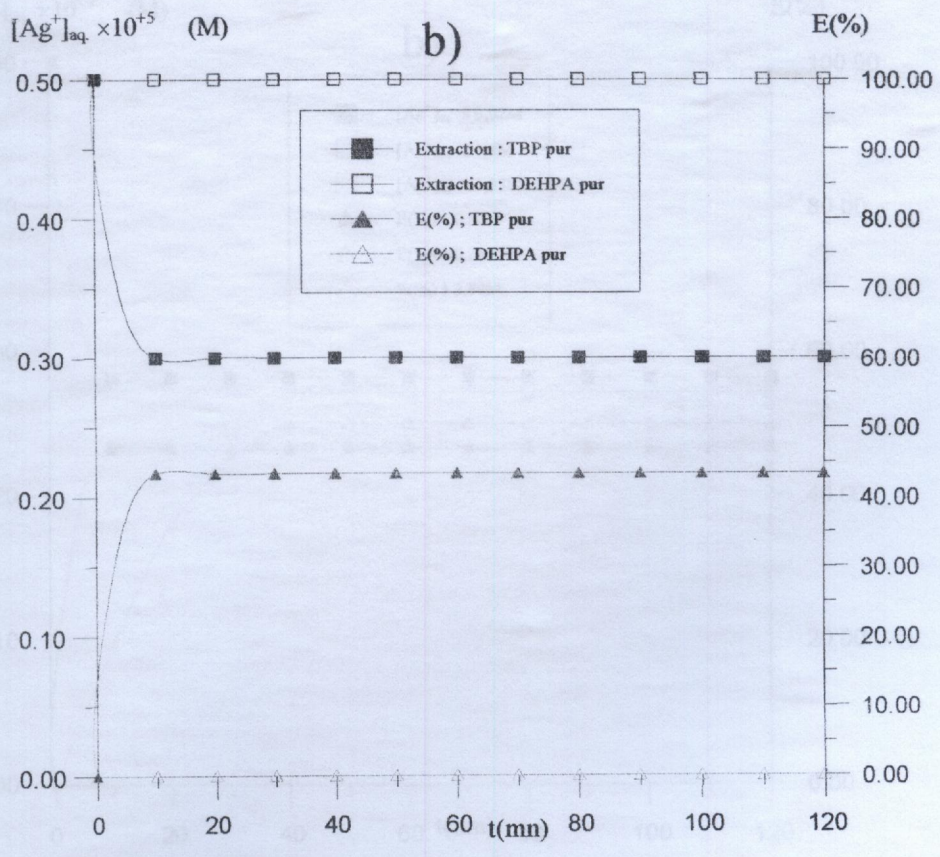 [Ag+]aq. ×10+5 (M)
b)
E(%)
Extraction : TBP pur
Extraction : DEHPA pur
E(%) ; TBP pur
E(%) ; DEHPA pur
0.50
0.40
0.30
0.20
0.10
0.00
100.00
90.00
80.00
70.00
60.00
50.00
40.00
30.00
20.00
10.00
0.00
0 20 40 60 80 100 120
t(mn)